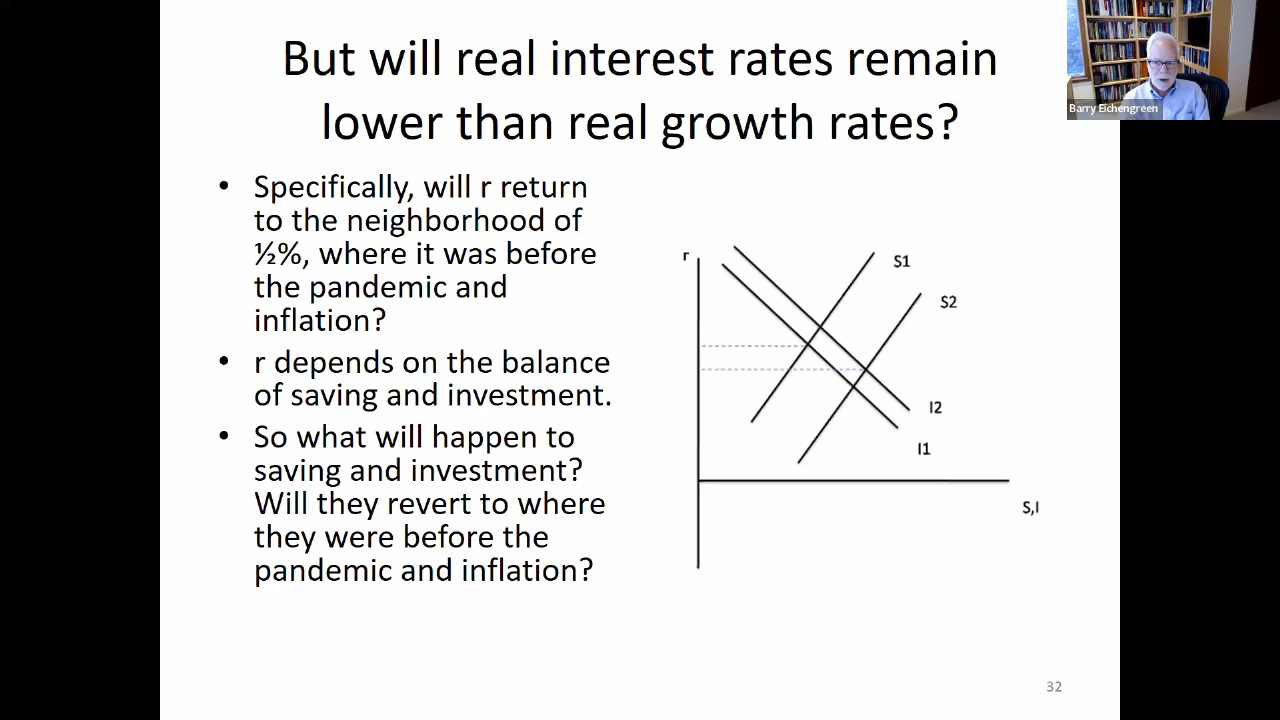 But will real interest rates remain
lower than real growth rates?
Barry Eichengreen
• Specifically, will r return
to the neighborhood of
½%, where it was before
the pandemic and
inflation?
• r depends on the balance
of saving and investment.
• So what will happen to
saving and investment?
Will they revert to where
they were before the
pandemic and inflation?
r
S1
S2
I2
I1
S,I
32